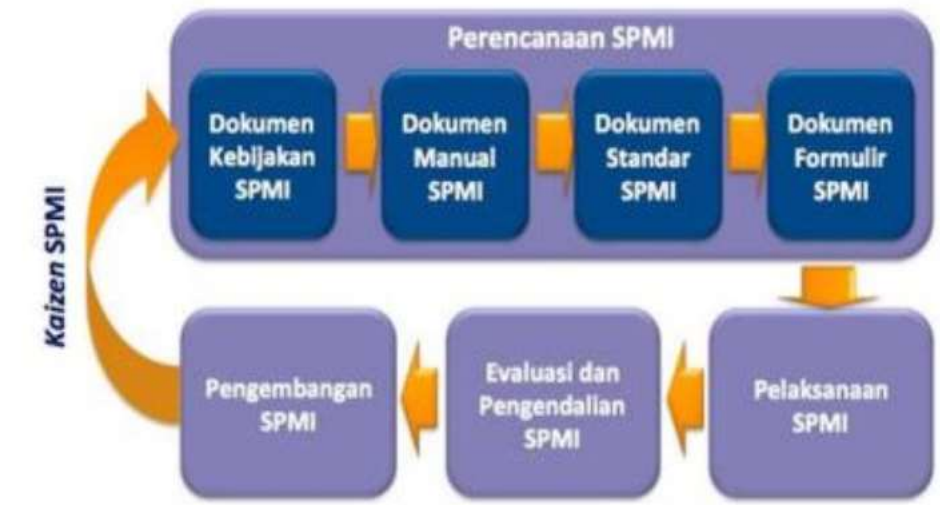 Perencanaan SPMI
Dokumen
Kebijakan
SPMI
Dokumen
Manual
SPMI
Dokumen
Standar
SPMI
Dokumen
Formulir
SPMI
Kaizen SPMI
Pengembangan
SPMI
Evaluasi dan
Pengendalian
SPMI
Pelaksanaan
SPMI